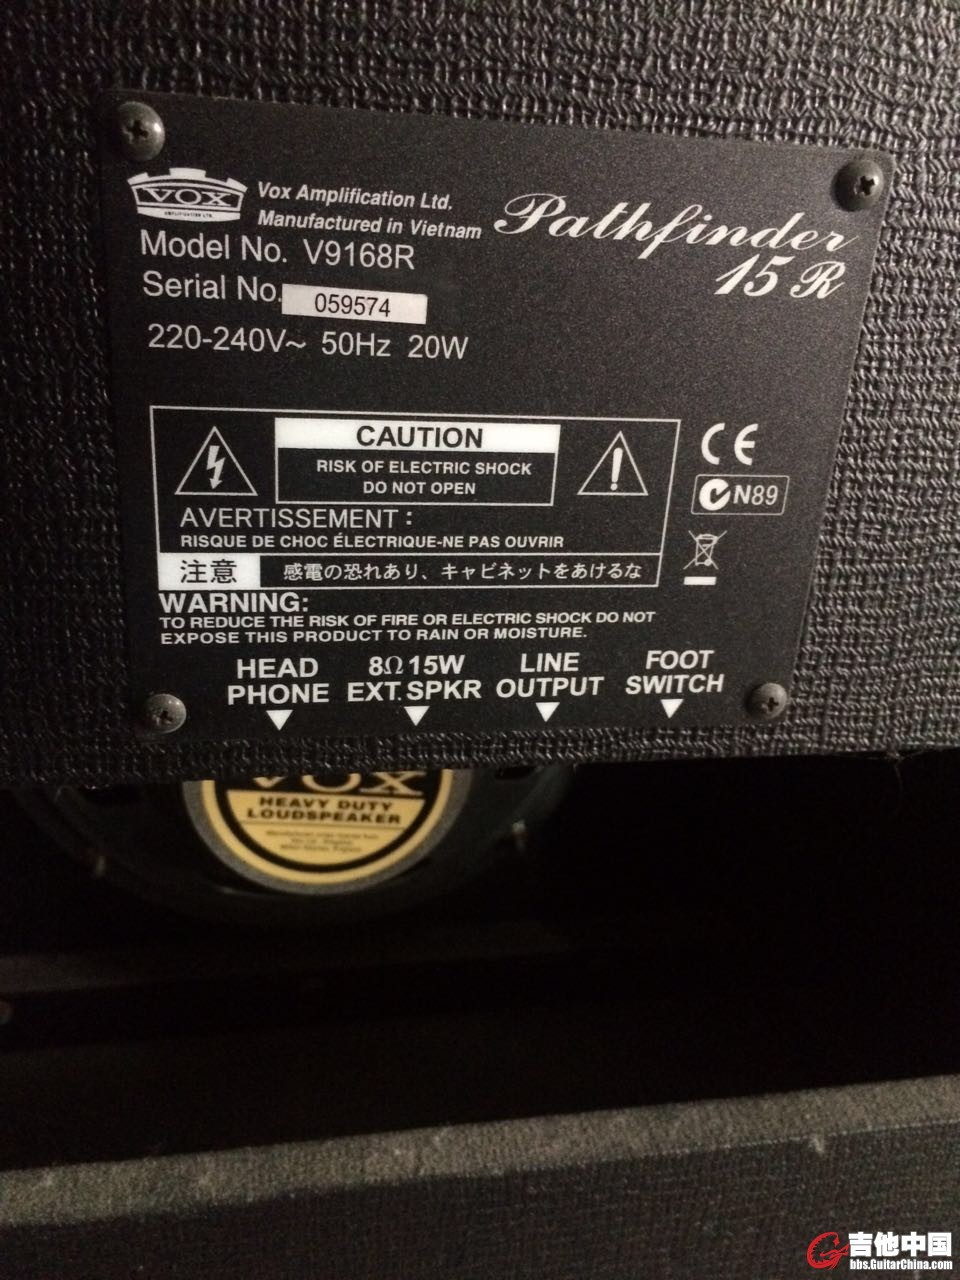 VOX
AMPLIFICATION LTD.
Vox Amplification Ltd.
Manufactured in Vietnam
Pathfinder
15 R
Model No. V9168R
Serial No. 059574
220-240V~ 50Hz 20W
CAUTION
RISK OF ELECTRIC SHOCK
DO NOT OPEN
AVERTISSEMENT :
RISQUE DE CHOC ÉLECTRIQUE-NE PAS OUVRIR
注意 感電の恐れあり、キャビネットをあけるな
CE
N89
WARNING:
TO REDUCE THE RISK OF FIRE OR ELECTRIC SHOCK DO NOT
EXPOSE THIS PRODUCT TO RAIN OR MOISTURE.
HEAD PHONE
8Ω 15W EXT. SPKR
LINE OUTPUT
FOOT SWITCH
VOX
HEAVY DUTY
LOUDSPEAKER
吉他中国
bbs.GuitarChina.com